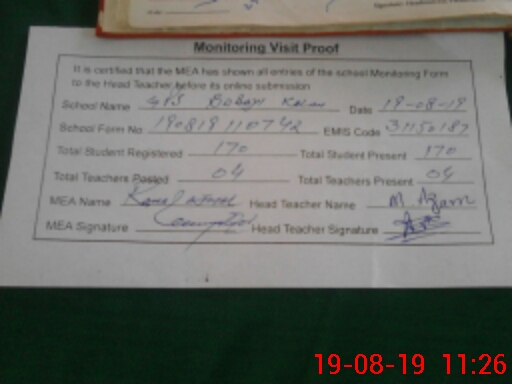 Monitoring Visit Proof
It is certified that the MEA has shown all entries of the school Monitoring Form
to the Head Teacher before its online submission
School Name GPS Date 19-08-19
School Form No. 190819110742 EMIS Code 31150187
Total Student Registered 170 Total Student Present 170
Total Teachers Posted 04 Total Teachers Present 04
MEA Name Head Teacher Name M. Azam
MEA Signature Head Teacher Signature
19-08-19 11:26